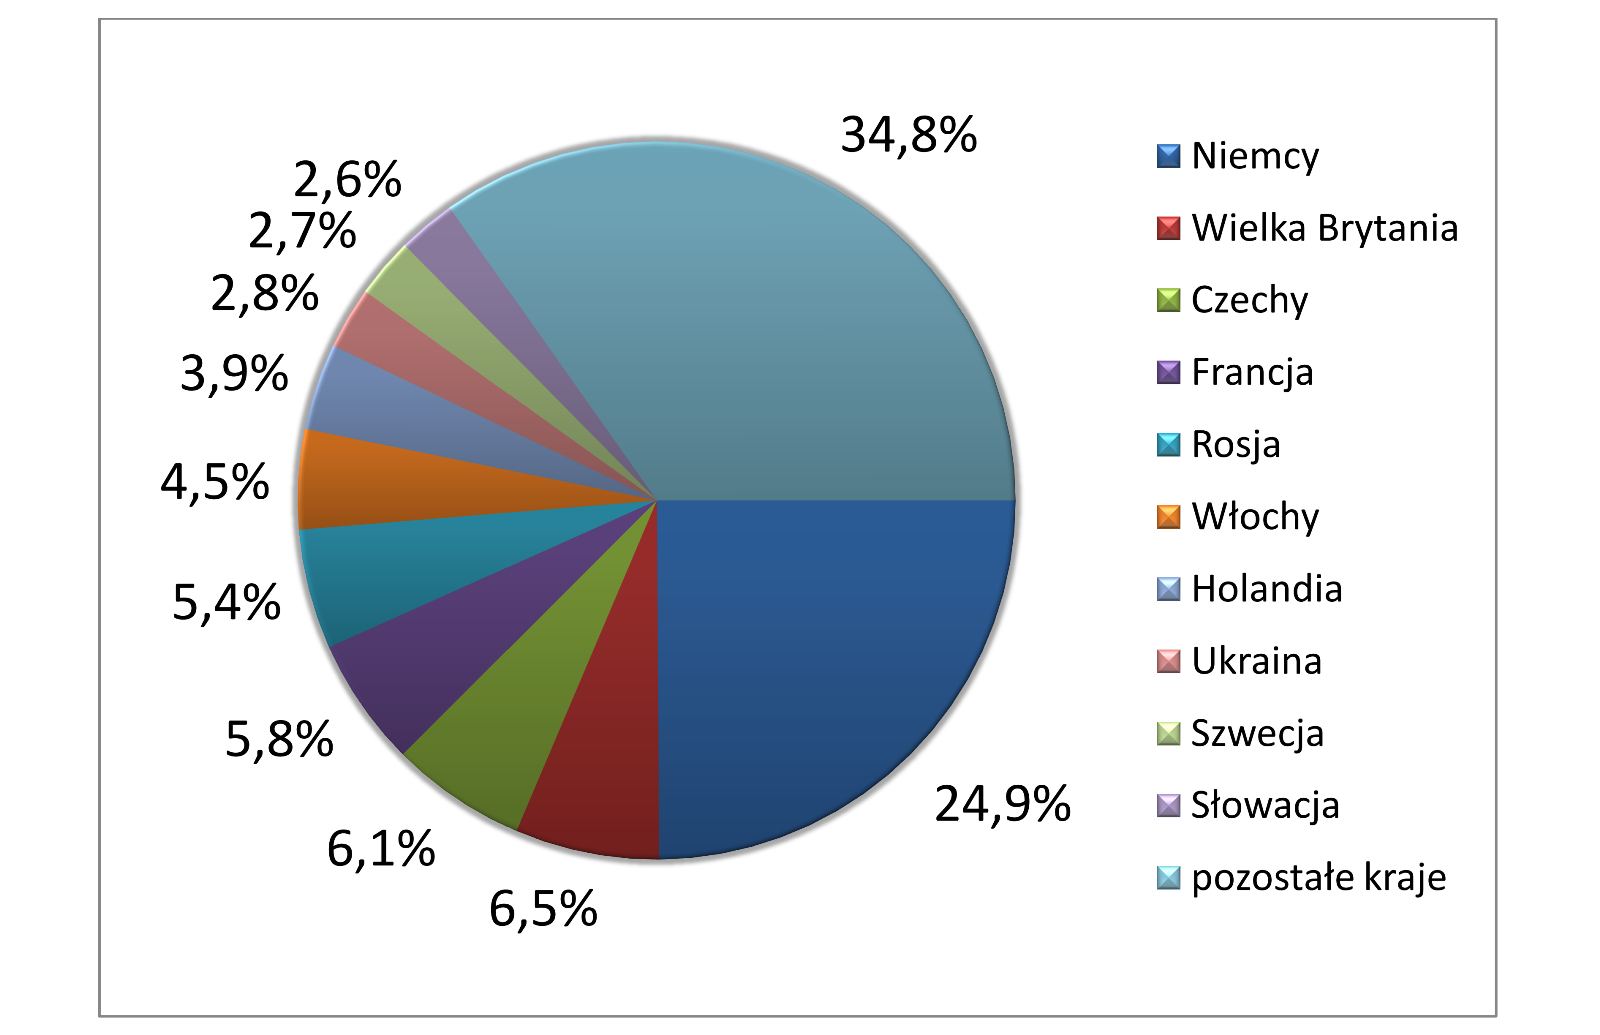 34,8%
2,6%
2,7%
2,8%
3,9%
4,5%
5,4%
5,8%
6,1%
6,5%
24,9%
Niemcy
Wielka Brytania
Czechy
Francja
Rosja
Włochy
Holandia
Ukraina
Szwecja
Słowacja
pozostałe kraje